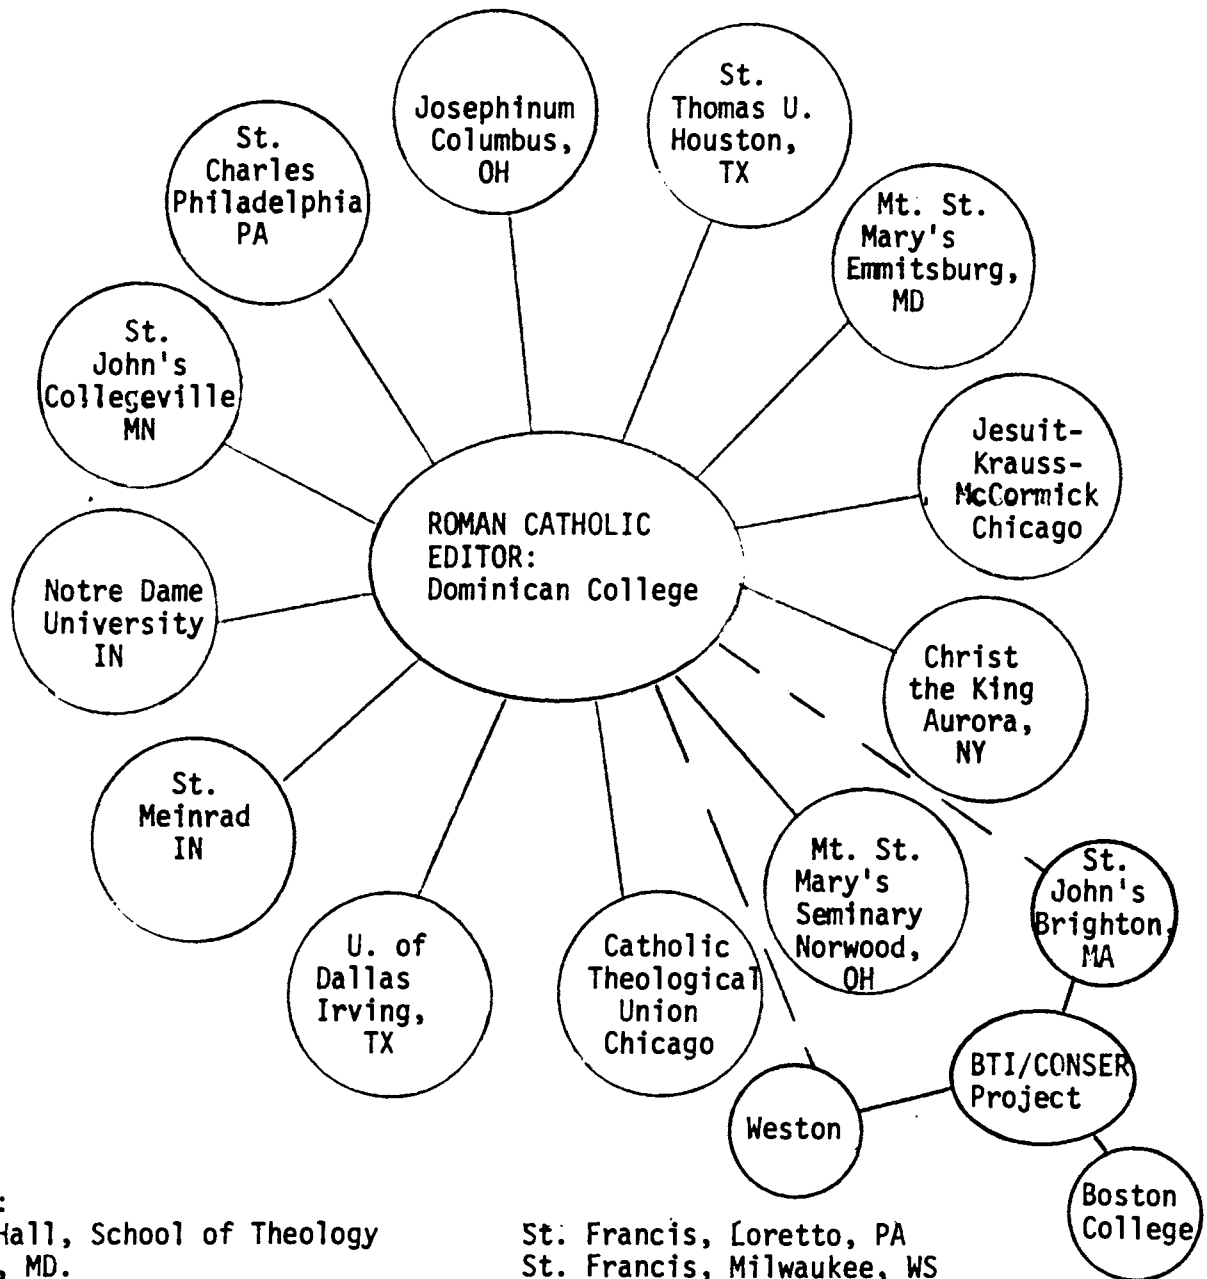 Josephinum
Columbus,
OH
St.
Thomas U.
Houston,
TX
St.
Charles
Philadelphia
PA
Mt. St.
Mary's
Emmitsburg,
MD
St.
John's
Collegeville
MN
Jesuit-
Krauss-
McCormick
Chicago
ROMAN CATHOLIC
EDITOR:
Dominican College
Notre Dame
University
IN
Christ
the King
Aurora,
NY
St.
Meinrad
IN
Mt. St.
Mary's
Seminary
Norwood,
OH
St.
John's
Brighton,
MA
U. of
Dallas
Irving,
TX
Catholic
Theological
Union
Chicago
BTI/CONSER
Project
Weston
Boston
College
:
Hall, School of Theology
, MD.
St. Francis, Loretto, PA
St. Francis, Milwaukee, WS